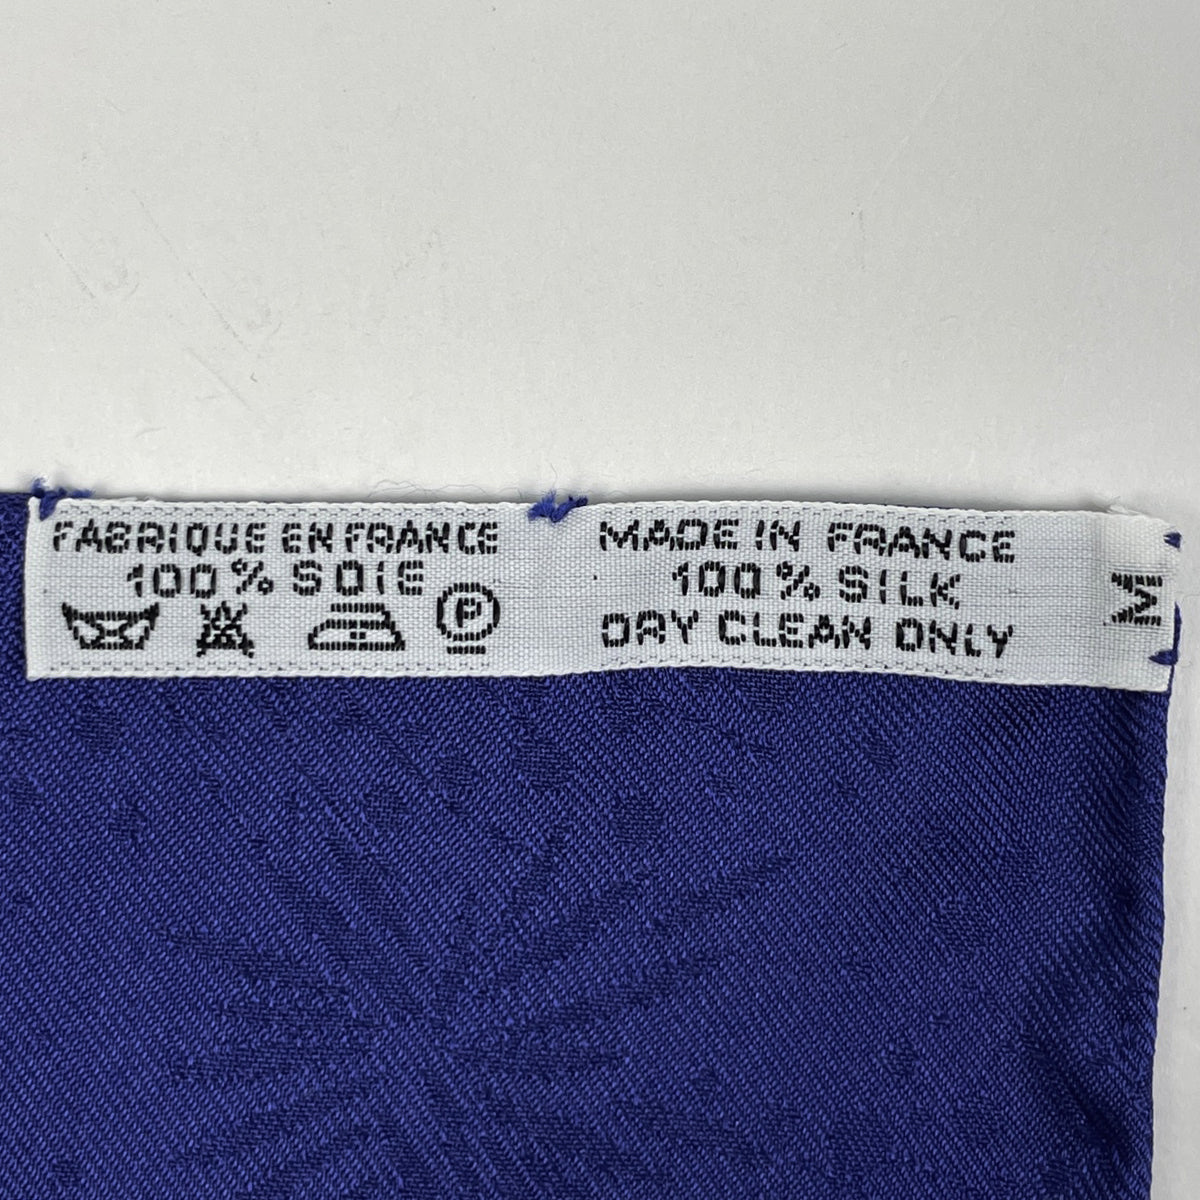 FABRIQUE EN FRANCE
100% SOIE
P
MADE IN FRANCE
100% SILK
DRY CLEAN ONLY
M